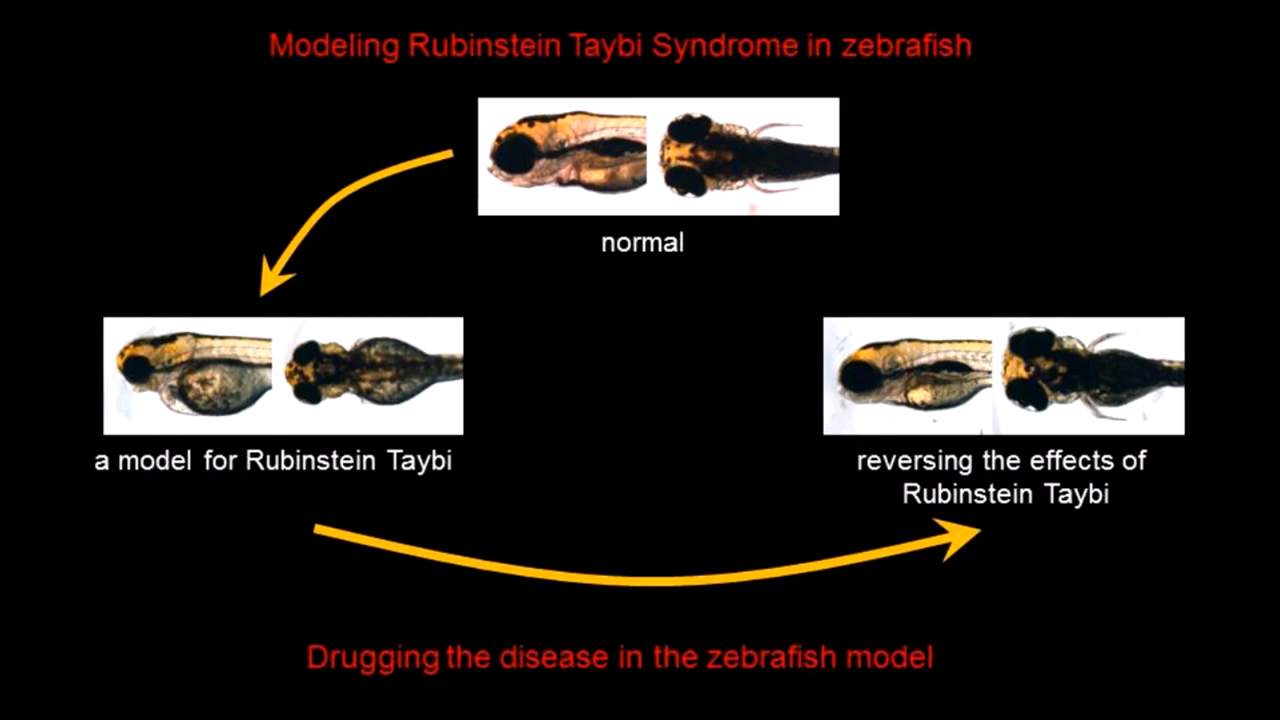 Modeling Rubinstein Taybi Syndrome in zebrafish
normal
a model for Rubinstein Taybi
reversing the effects of
Rubinstein Taybi
Drugging the disease in the zebrafish model